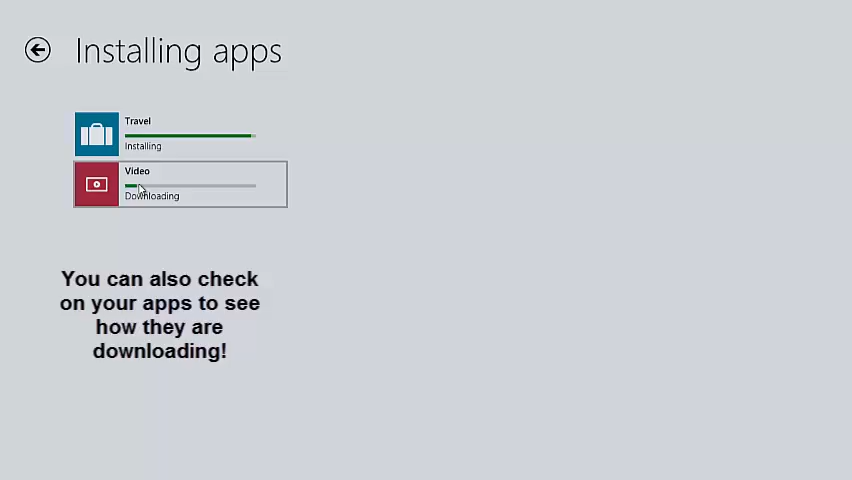 Installing apps
Travel
Installing
Video
Downloading
You can also check
on your apps to see
how they are
downloading!